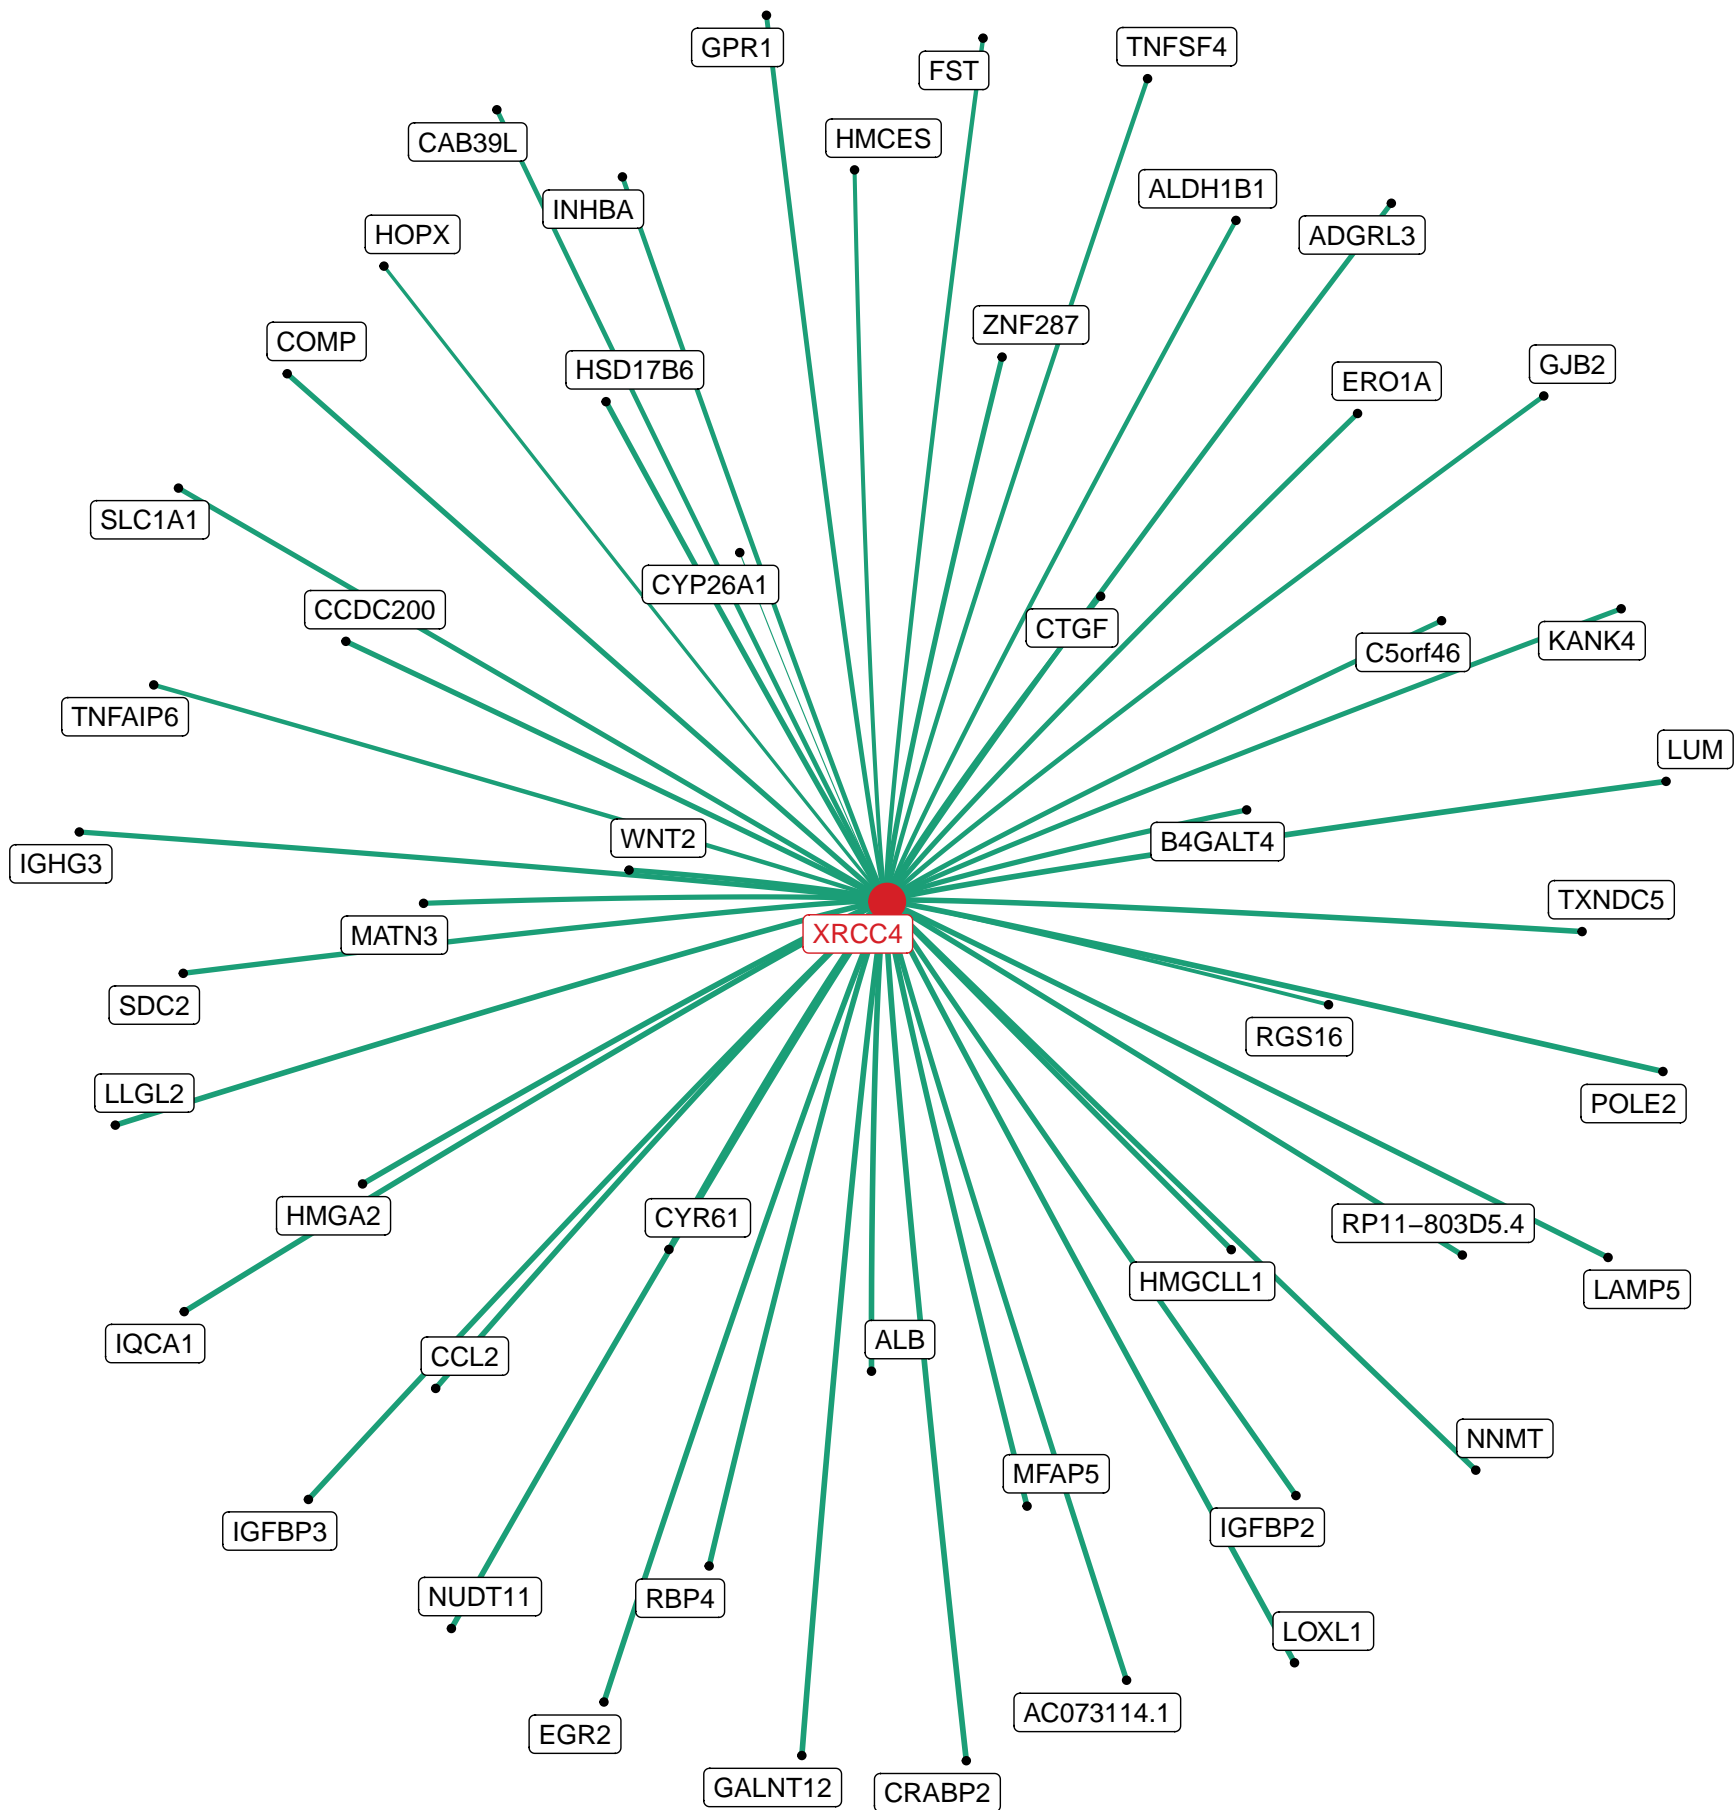 GPR1
TNFSF4
FST
HMCES
CAB39L
ALDH1B1
INHBA
HOPX
ADGRL3
ZNF287
COMP
GJB2
HSD17B6
ERO1A
SLC1A1
CYP26A1
CCDC200
CTGF
KANK4
C5orf46
TNFAIP6
LUM
WNT2
B4GALT4
IGHG3
TXNDC5
XRCC4
MATN3
SDC2
RGS16
LLGL2
POLE2
HMGA2
CYR61
RP11−803D5.4
HMGCLL1
LAMP5
ALB
IQCA1
CCL2
NNMT
MFAP5
IGFBP2
IGFBP3
NUDT11
RBP4
LOXL1
AC073114.1
EGR2
GALNT12
CRABP2